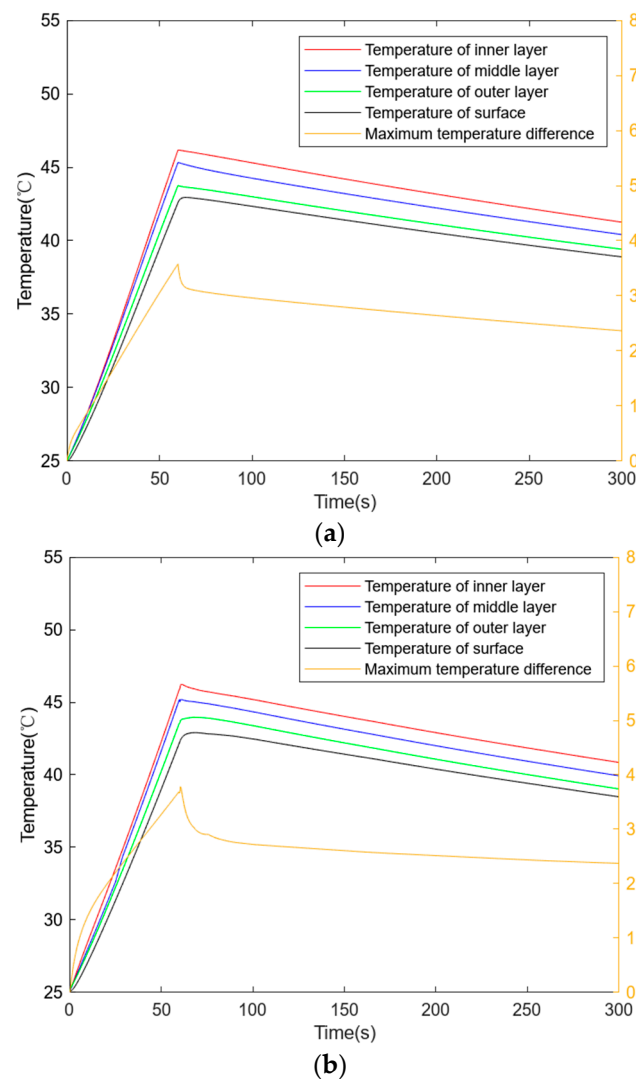 55
50
45
40
35
30
25
Temperature(℃)
8
7
6
5
4
3
2
1
0
Temperature of inner layer
Temperature of middle layer
Temperature of outer layer
Temperature of surface
Maximum temperature difference
0 50 100 150 200 250 300
Time(s)
(a)
55
50
45
40
35
30
25
Temperature(℃)
8
7
6
5
4
3
2
1
0
Temperature of inner layer
Temperature of middle layer
Temperature of outer layer
Temperature of surface
Maximum temperature difference
0 50 100 150 200 250 300
Time(s)
(b)